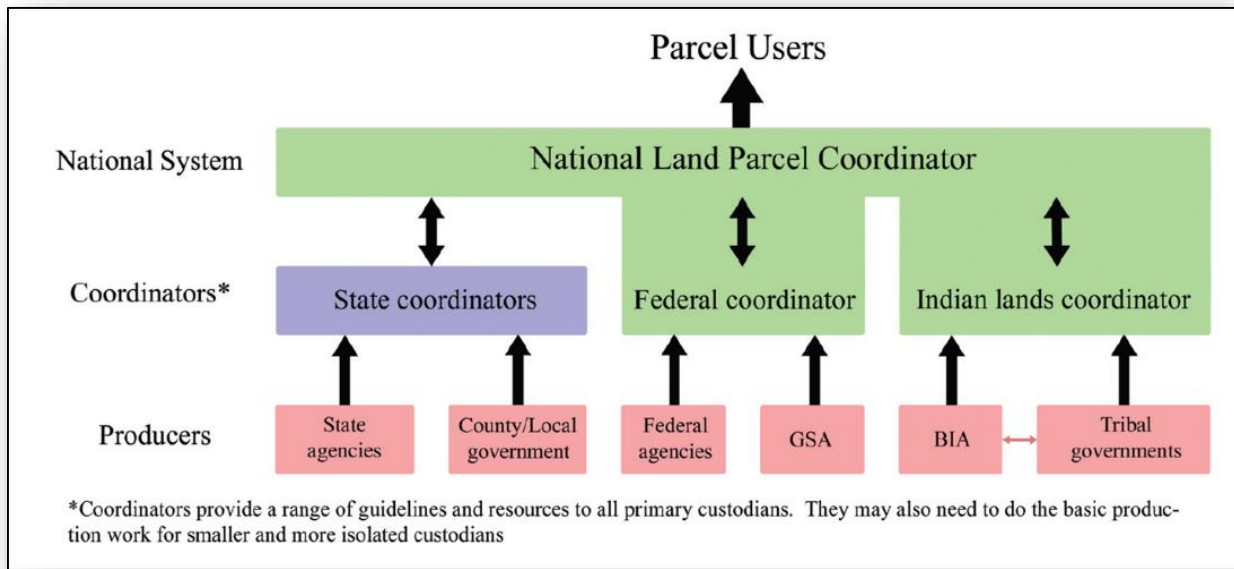 Parcel Users
National System
National Land Parcel Coordinator
Coordinators*
State coordinators
Federal coordinator
Indian lands coordinator
Producers
State
agencies
County/Local
government
Federal
agencies
GSA
BIA
Tribal
governments
*Coordinators provide a range of guidelines and resources to all primary custodians.  They may also need to do the basic produc-
tion work for smaller and more isolated custodians